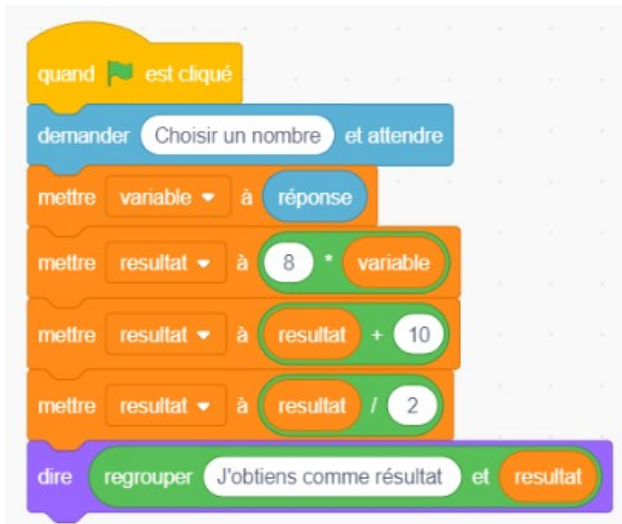 quand est cliqué
demander Choisir un nombre et attendre
mettre variable à réponse
mettre resultat à 8 * variable
mettre resultat à resultat + 10
mettre resultat à resultat / 2
dire regrouper J'obtiens comme résultat et resultat